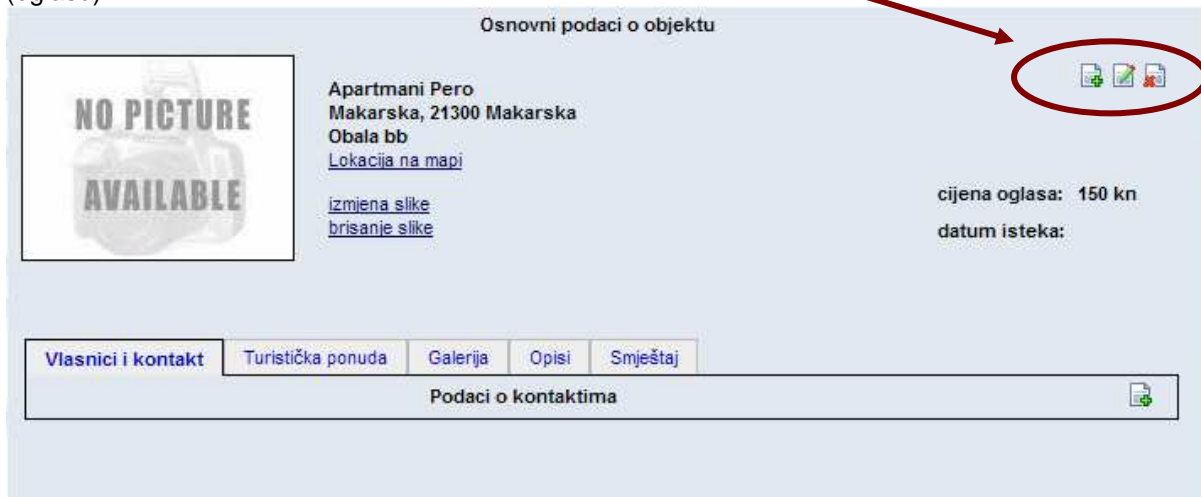 Osnovni podaci o objektu
NO PICTURE
AVAILABLE
Apartmani Pero
Makarska, 21300 Makarska
Obala bb
Lokacija na mapi
izmjena slike
brisanje slike
cijena oglasa: 150 kn
datum isteka:
Vlasnici i kontakt Turistička ponuda Galerija Opisi Smještaj
Podaci o kontaktima